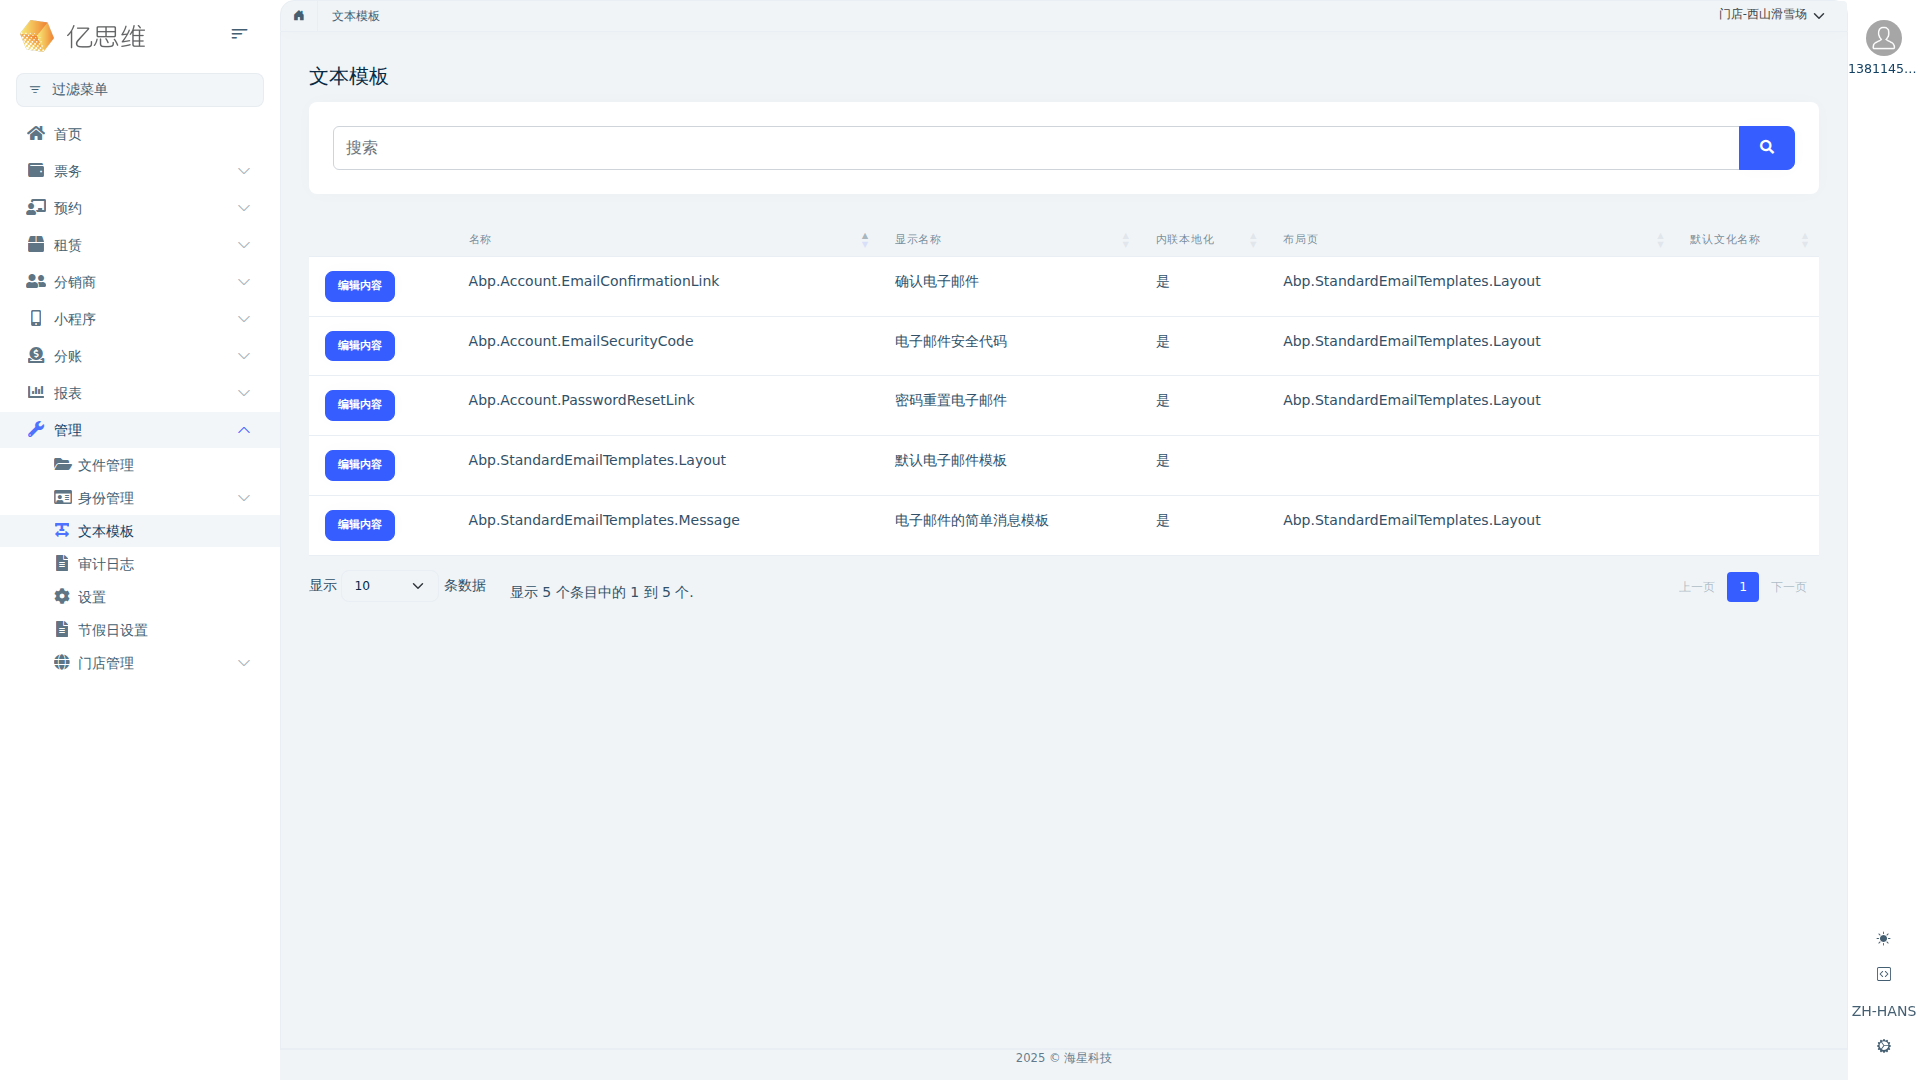 亿思维
过滤菜单
首页
票务
预约
租赁
分销商
小程序
分账
报表
管理
文件管理
身份管理
文本模板
审计日志
设置
节假日设置
门店管理
文本模板
门店-西山滑雪场
文本模板
搜索
名称 显示名称 内联本地化 布局页 默认文化名称
编辑内容 Abp.Account.EmailConfirmationLink 确认电子邮件 是 Abp.StandardEmailTemplates.Layout
编辑内容 Abp.Account.EmailSecurityCode 电子邮件安全代码 是 Abp.StandardEmailTemplates.Layout
编辑内容 Abp.Account.PasswordResetLink 密码重置电子邮件 是 Abp.StandardEmailTemplates.Layout
编辑内容 Abp.StandardEmailTemplates.Layout 默认电子邮件模板 是
编辑内容 Abp.StandardEmailTemplates.Message 电子邮件的简单消息模板 是 Abp.StandardEmailTemplates.Layout
显示 10 条数据 显示 5 个条目中的 1 到 5 个. 上一页 1 下一页
2025 © 海星科技
1381145...
ZH-HANS